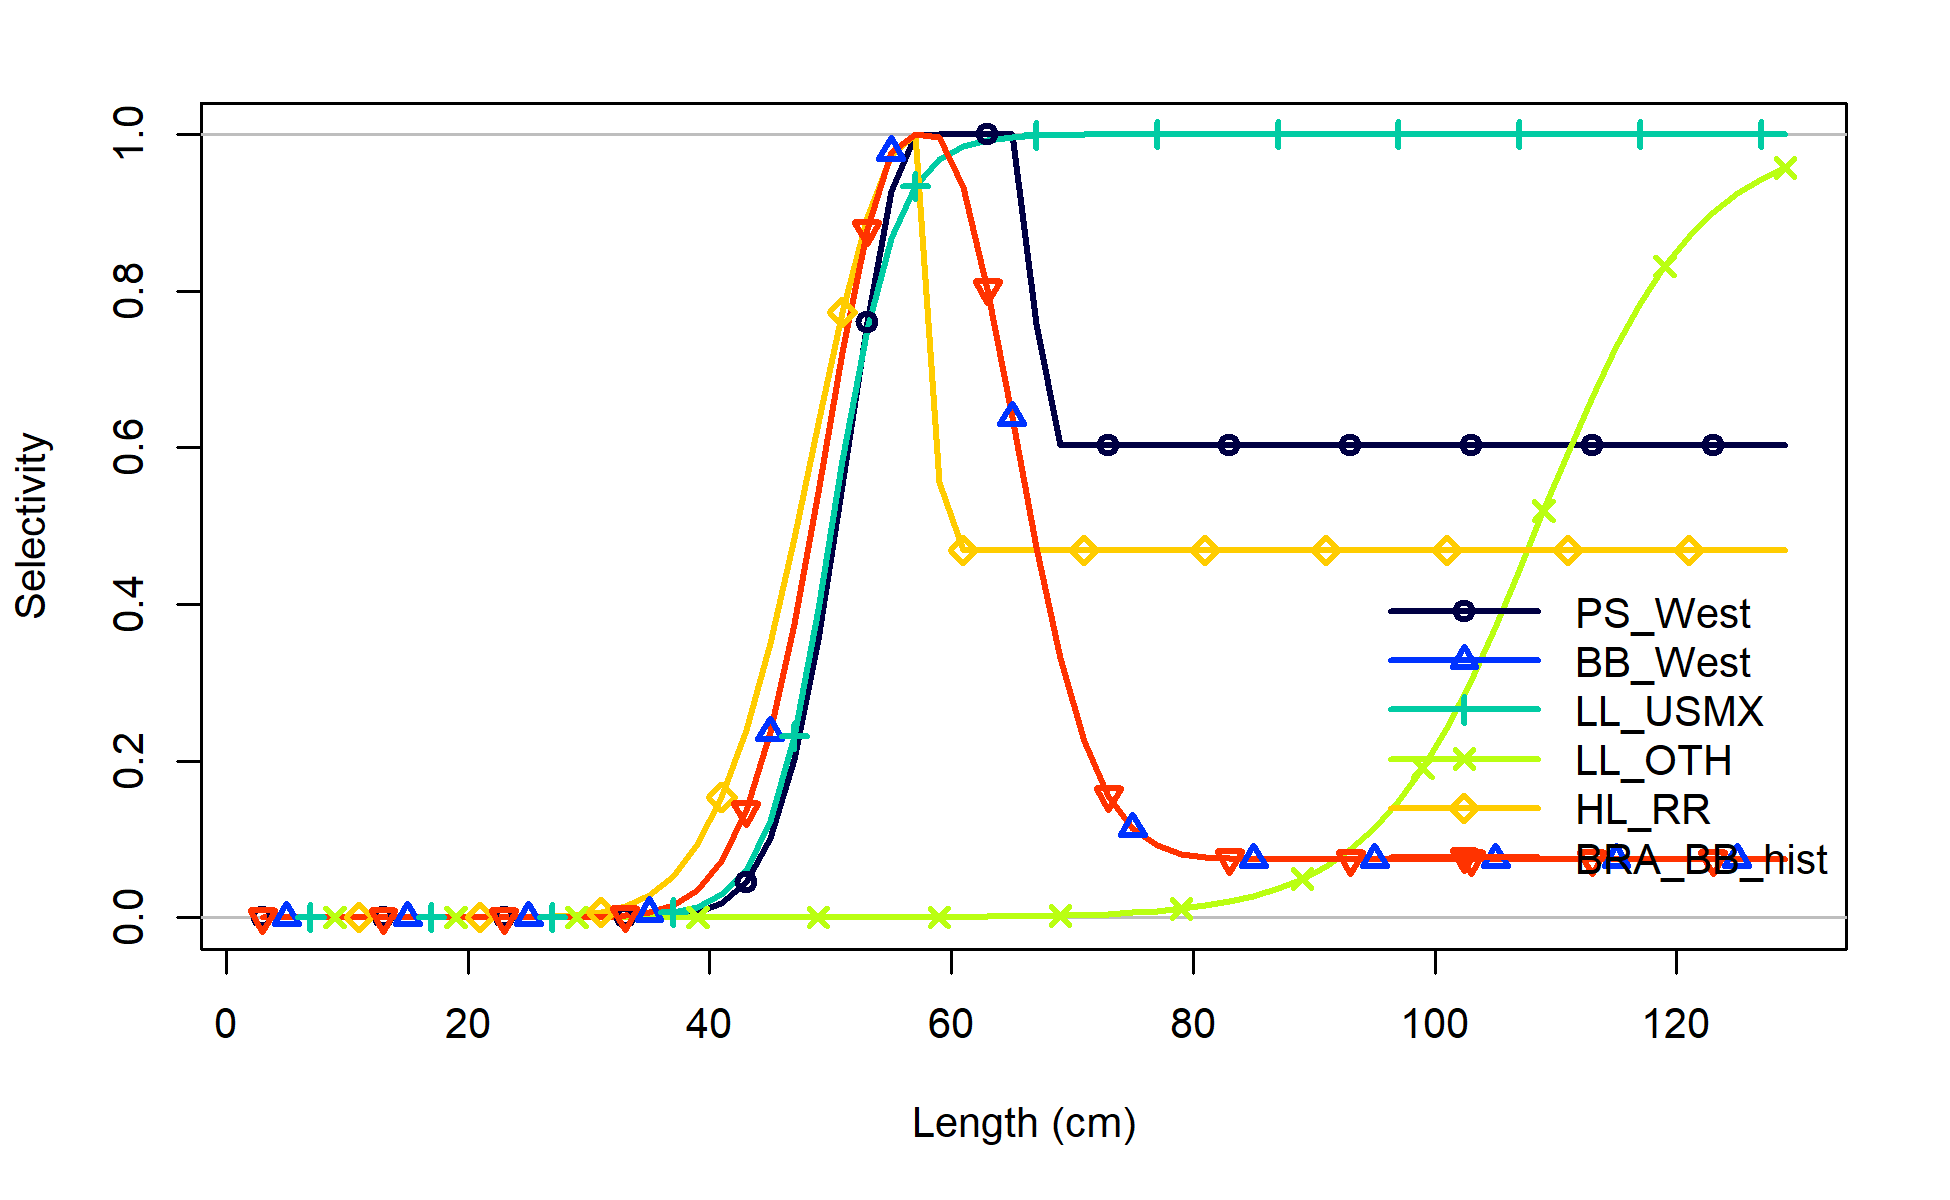 1.0
0.8
0.6
0.4
0.2
0.0
Selectivity
PS_West
BB_West
LL_USMX
LL_OTH
HL_RR
BRA_BB_hist
0 20 40 60 80 100 120
Length (cm)